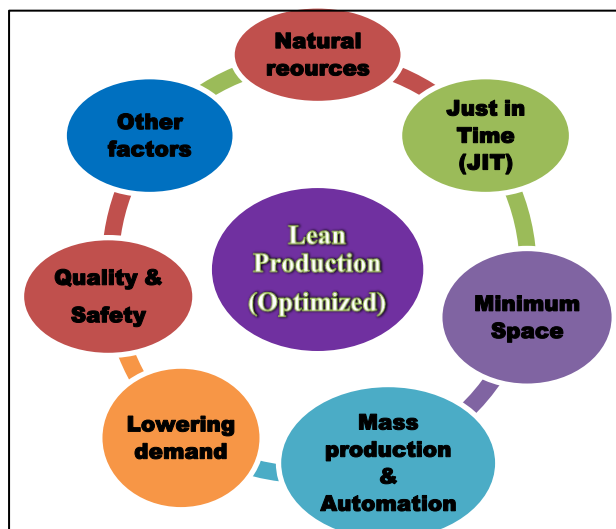 Natural
reources
Just in
Time
(JIT)
Minimum
Space
Mass
production
&
Automation
Lowering
demand
Quality &
Safety
Other
factors
Lean
Production
(Optimized)